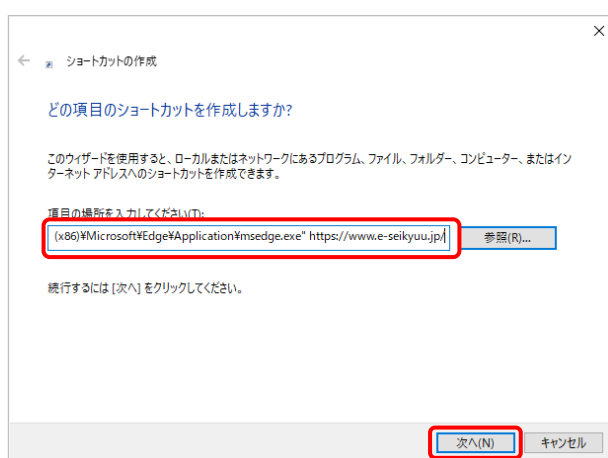 ショートカットの作成
どの項目のショートカットを作成しますか?
このウィザードを使用すると、ローカルまたはネットワークにあるプログラム、ファイル、フォルダー、コンピューター、またはイン
ターネット アドレスへのショートカットを作成できます。
項目の場所を入力してください(T):
(x86)¥Microsoft¥Edge¥Application¥msedge.exe" https://www.e-seikyuu.jp/
参照(R)...
続行するには [次へ] をクリックしてください。
次へ(N)
キャンセル